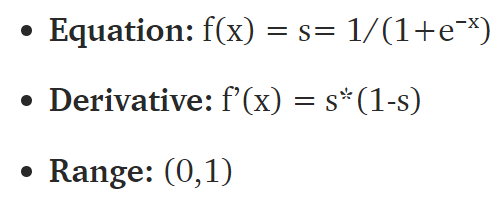 • Equation: f(x) = s= 1/(1+e⁻ˣ)
• Derivative: f’(x) = s*(1-s)
• Range: (0,1)